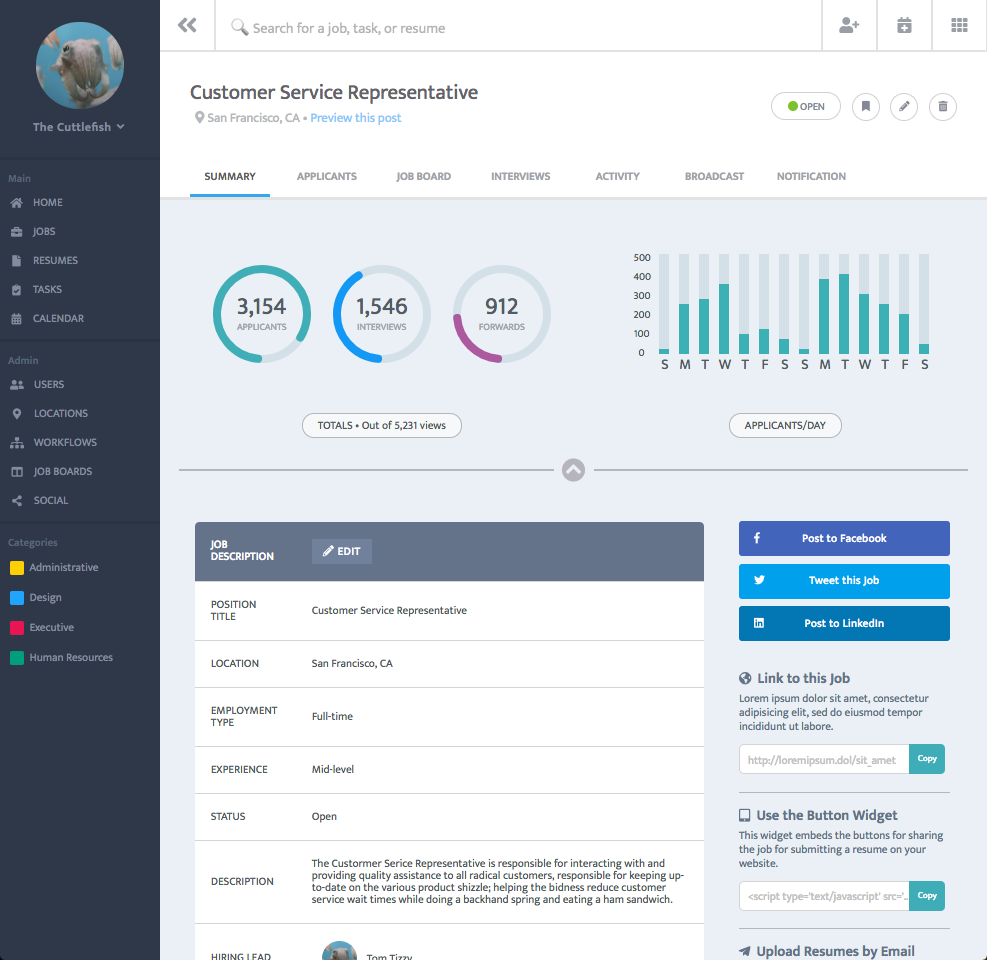 The Cuttlefish
Main
HOME
JOBS
RESUMES
TASKS
CALENDAR
Admin
USERS
LOCATIONS
WORKFLOWS
JOB BOARDS
SOCIAL
Categories
Administrative
Design
Executive
Human Resources
Search for a job, task, or resume
Customer Service Representative
San Francisco, CA • Preview this post
OPEN
SUMMARY APPLICANTS JOB BOARD INTERVIEWS ACTIVITY BROADCAST NOTIFICATION
3,154
APPLICANTS
1,546
INTERVIEWS
912
FORWARDS
TOTALS • Out of 5,231 views
500
400
300
200
100
0
S M T W T F S S M T W T F S
APPLICANTS/DAY
JOB
DESCRIPTION
EDIT
POSITION
TITLE
Customer Service Representative
LOCATION
San Francisco, CA
EMPLOYMENT
TYPE
Full-time
EXPERIENCE
Mid-level
STATUS
Open
DESCRIPTION
The Custormer Serice Representative is responsible for interacting with and
providing quality assistance to all radical customers, responsible for keeping up-
to-date on the various product shizzle; helping the bidness reduce customer
service wait times while doing a backhand spring and eating a ham sandwich.
HIRING LEAD
Tom Tizzy
Post to Facebook
Tweet this Job
Post to LinkedIn
Link to this Job
Lorem ipsum dolor sit amet, consectetur
adipisicing elit, sed do eiusmod tempor
incididunt ut labore.
http://loremipsum.dol/sit_amet
Copy
Use the Button Widget
This widget embeds the buttons for sharing
the job for submitting a resume on your
website.
<script type='text/javascript' src='..
Copy
Upload Resumes by Email